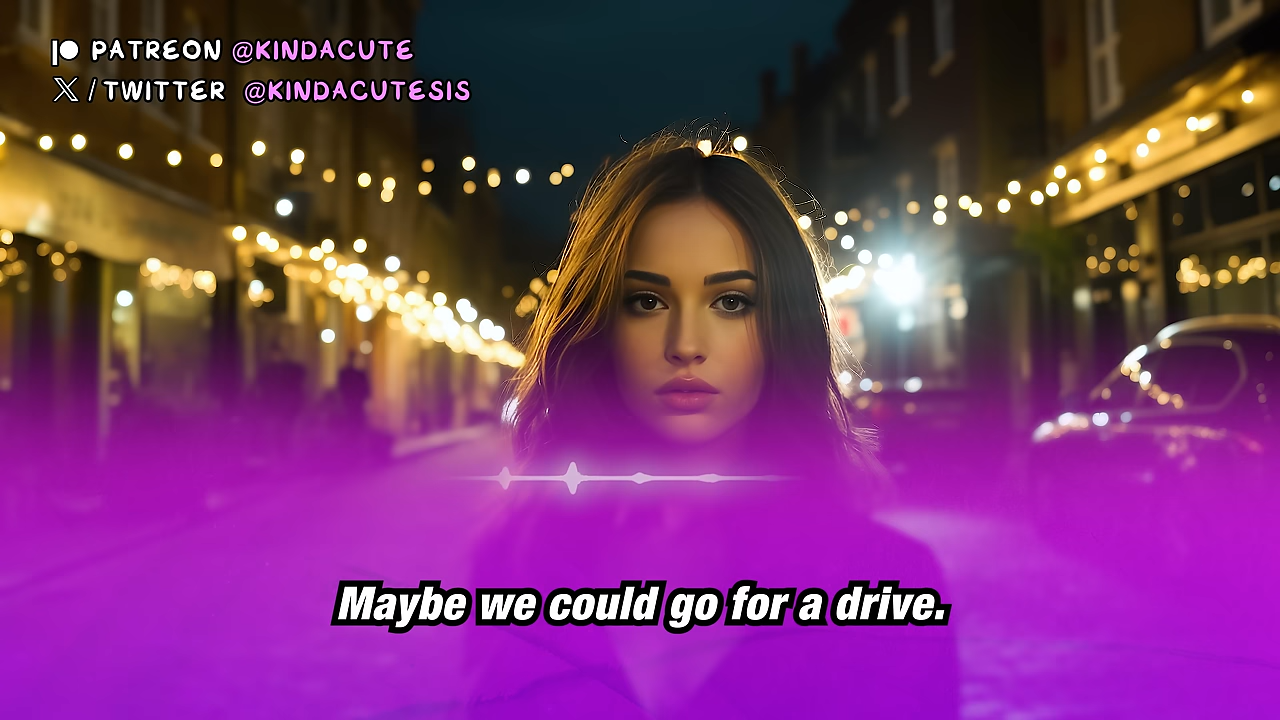 PATREON @KINDACUTE
X / TWITTER @KINDACUTESIS
Maybe we could go for a drive.